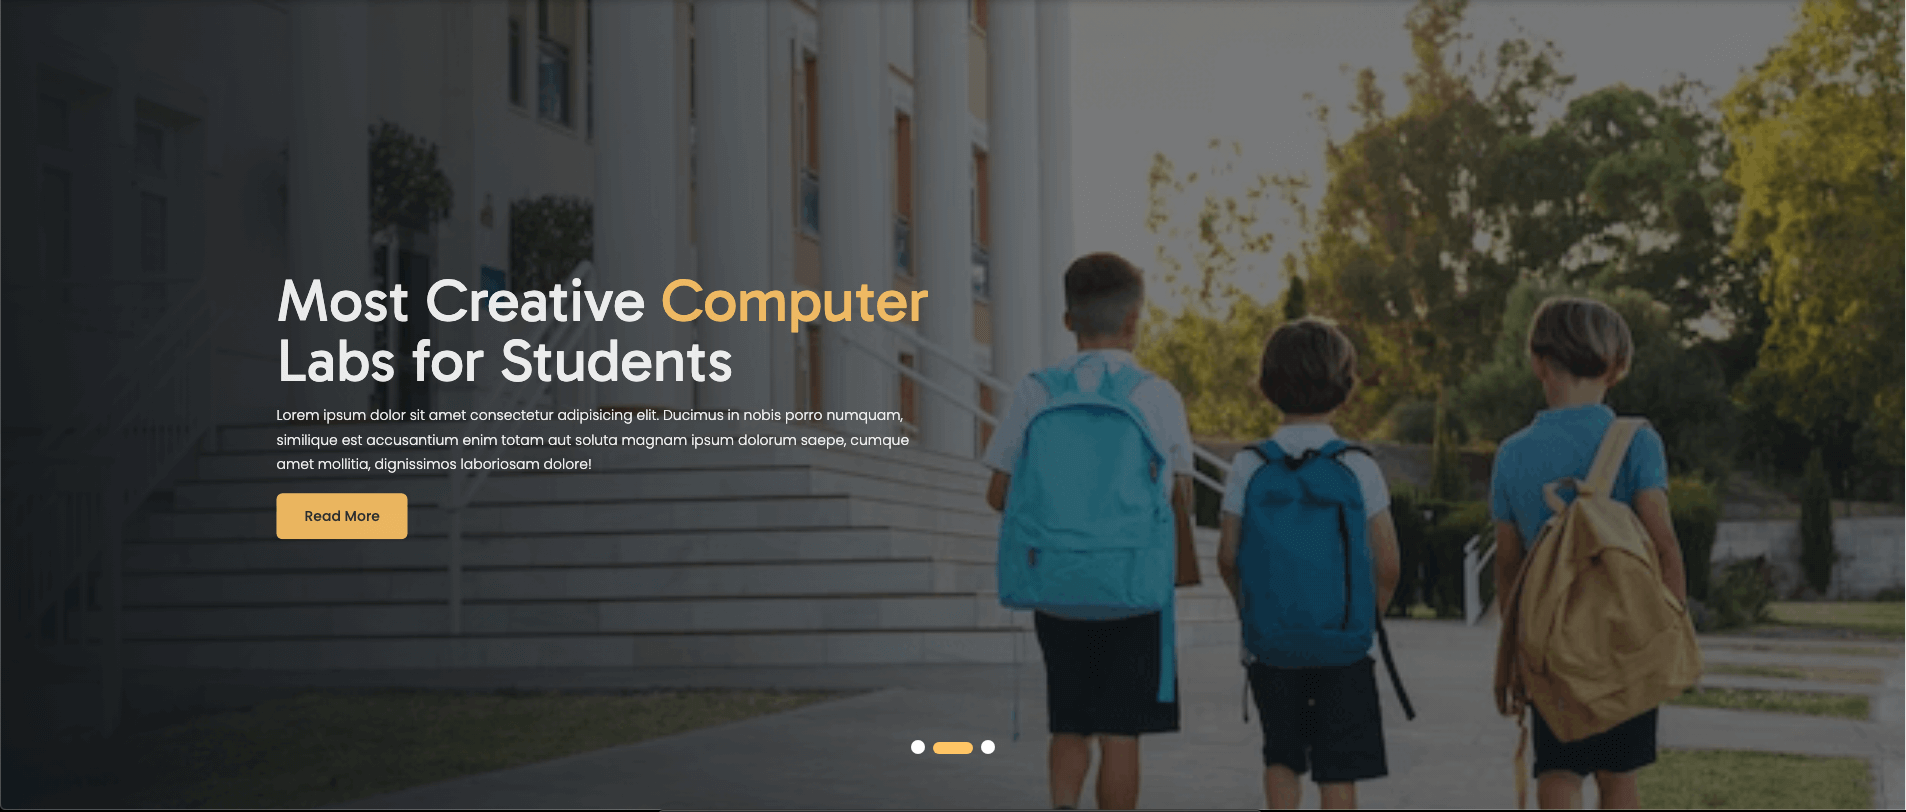 Most Creative Computer
Labs for Students
Lorem ipsum dolor sit amet consectetur adipisicing elit. Ducimus in nobis porro numquam,
similique est accusantium enim totam aut soluta magnam ipsum dolorum saepe, cumque
amet mollitia, dignissimos laboriosam dolore!
Read More